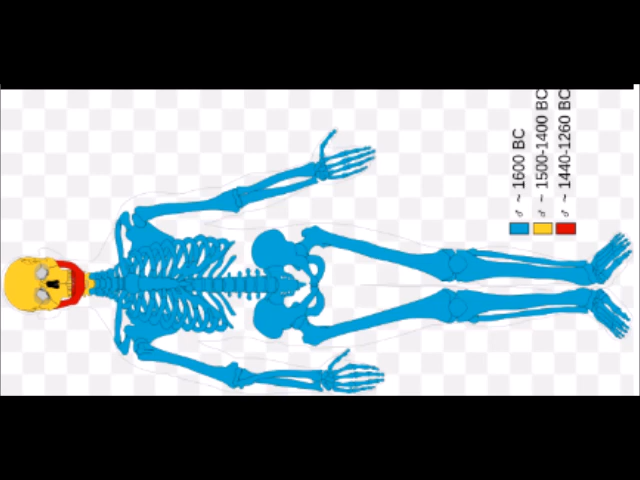 ♂ ~ 1600 BC
♂ ~ 1500-1400 BC
♂ ~ 1440-1260 BC